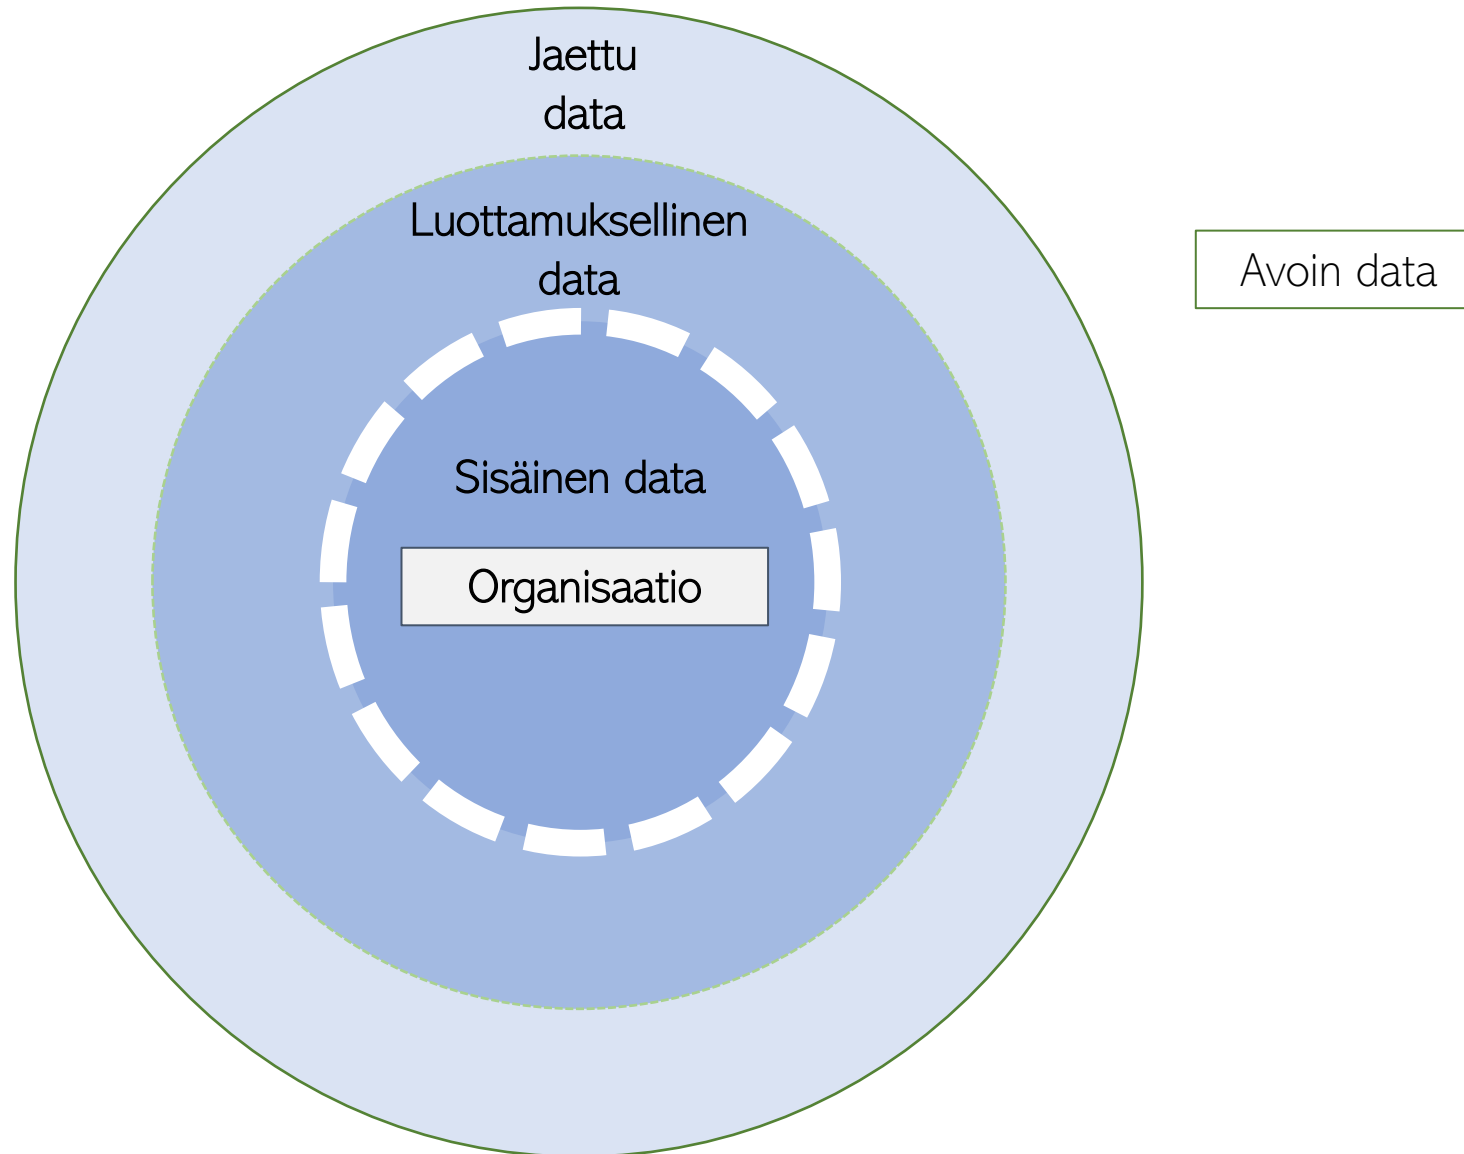 Jaettu
data
Luottamuksellinen
data
Avoin data
Sisäinen data
Organisaatio